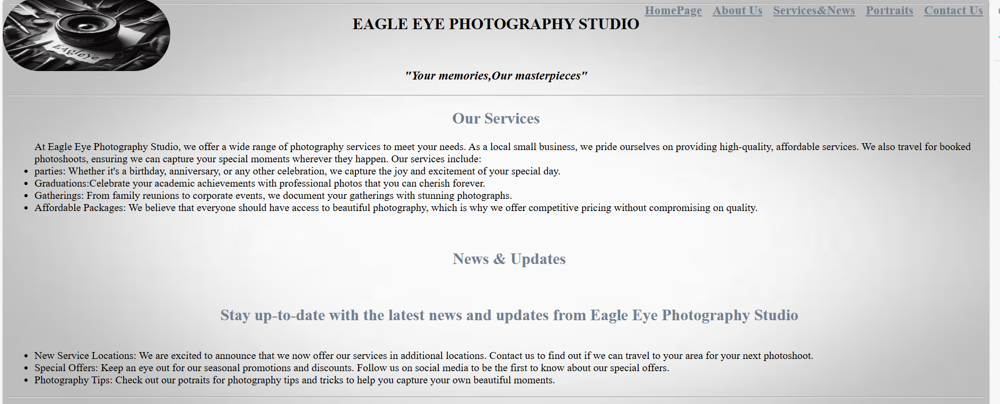 HomePage About Us Services&News Portraits Contact Us
EAGLE EYE PHOTOGRAPHY STUDIO
EAgleYe
"Your memories,Our masterpieces"
Our Services
At Eagle Eye Photography Studio, we offer a wide range of photography services to meet your needs. As a local small business, we pride ourselves on providing high-quality, affordable services. We also travel for booked
photoshoots, ensuring we can capture your special moments wherever they happen. Our services include:
• parties: Whether it's a birthday, anniversary, or any other celebration, we capture the joy and excitement of your special day.
• Graduations:Celebrate your academic achievements with professional photos that you can cherish forever.
• Gatherings: From family reunions to corporate events, we document your gatherings with stunning photographs.
• Affordable Packages: We believe that everyone should have access to beautiful photography, which is why we offer competitive pricing without compromising on quality.
News & Updates
Stay up-to-date with the latest news and updates from Eagle Eye Photography Studio
• New Service Locations: We are excited to announce that we now offer our services in additional locations. Contact us to find out if we can travel to your area for your next photoshoot.
• Special Offers: Keep an eye out for our seasonal promotions and discounts. Follow us on social media to be the first to know about our special offers.
• Photography Tips: Check out our potraits for photography tips and tricks to help you capture your own beautiful moments.